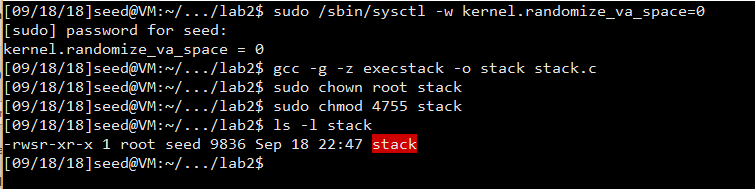 [09/18/18]seed@VM:~/.../lab2$ sudo /sbin/sysctl -w kernel.randomize_va_space=0
[sudo] password for seed:
kernel.randomize_va_space = 0
[09/18/18]seed@VM:~/.../lab2$ gcc -g -z execstack -o stack stack.c
[09/18/18]seed@VM:~/.../lab2$ sudo chown root stack
[09/18/18]seed@VM:~/.../lab2$ sudo chmod 4755 stack
[09/18/18]seed@VM:~/.../lab2$ ls -l stack
-rwsr-xr-x 1 root seed 9836 Sep 18 22:47 stack
[09/18/18]seed@VM:~/.../lab2$